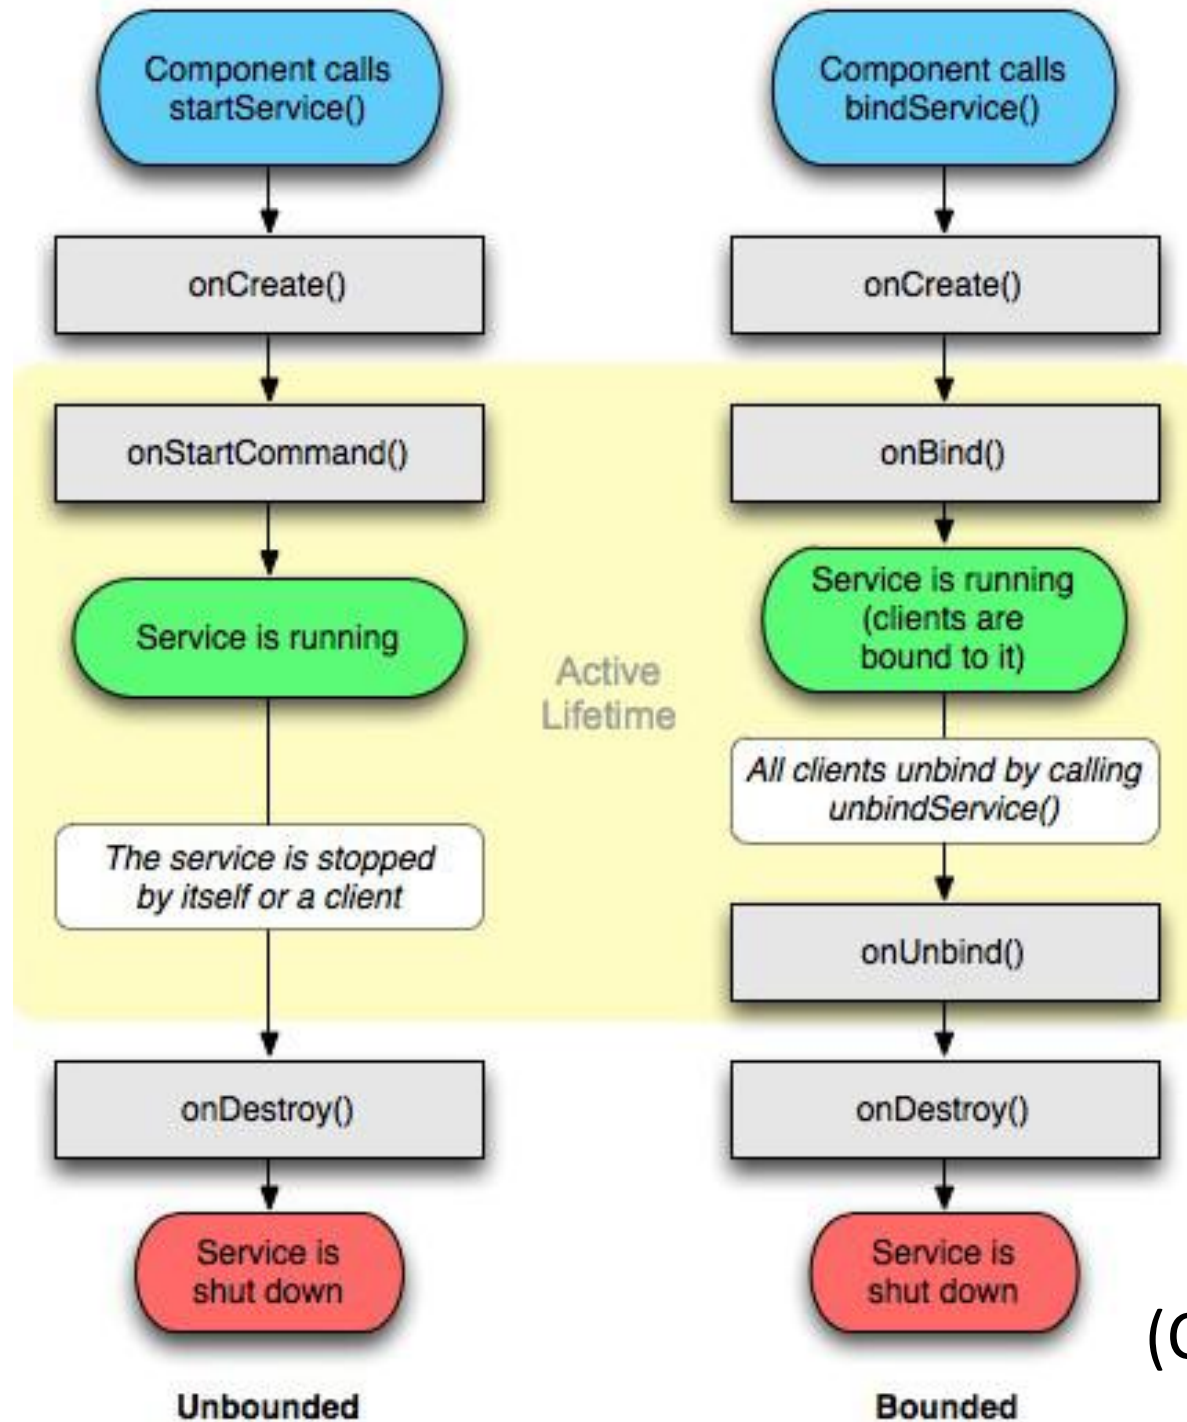 Component calls
startService()
onCreate()
onStartCommand()
Service is running
The service is stopped
by itself or a client
onDestroy()
Service is
shut down
Unbounded
Active
Lifetime
Component calls
bindService()
onCreate()
onBind()
Service is running
(clients are
bound to it)
All clients unbind by calling
unbindService()
onUnbind()
onDestroy()
Service is
shut down
Bounded